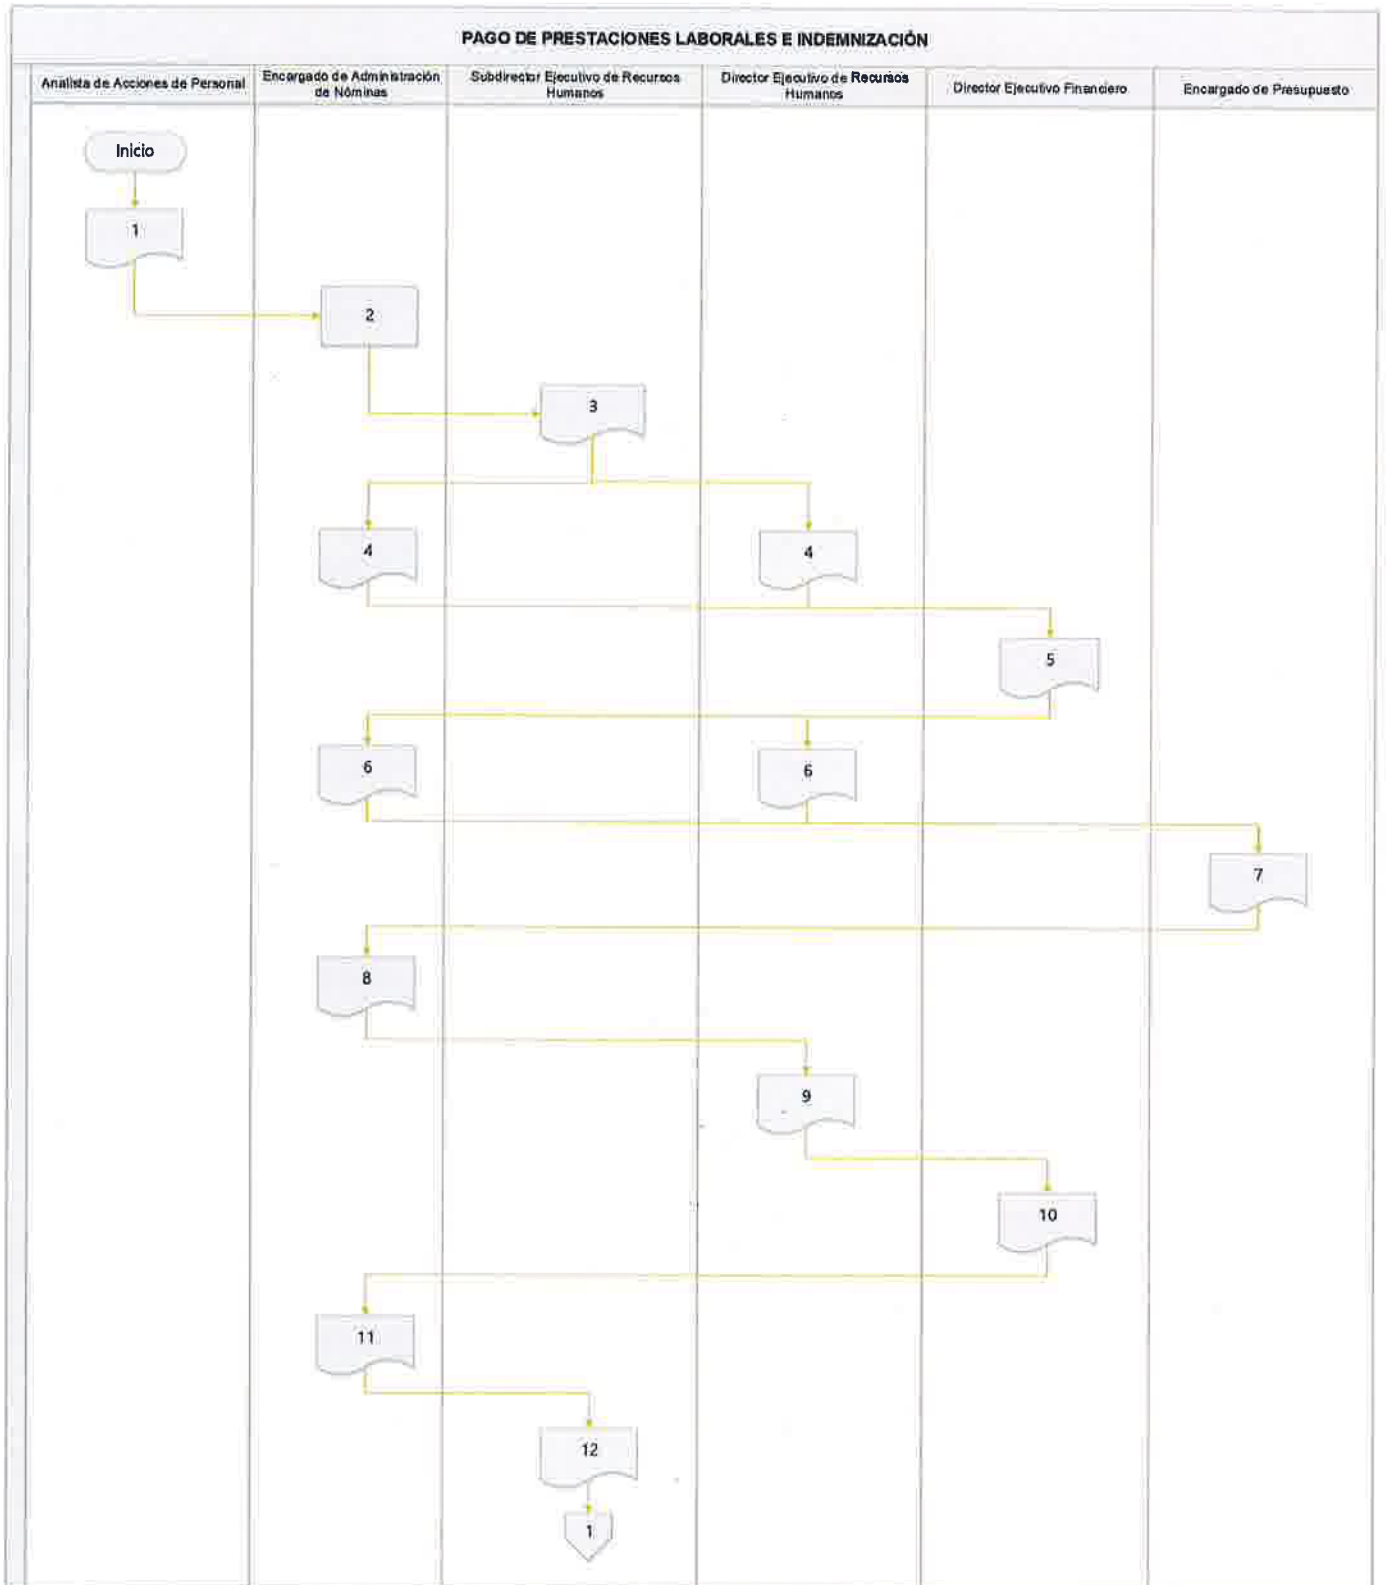 PAGO DE PRESTACIONES LABORALES E INDEMNIZACIÓN
Analista de Acciones de Personal
Encargado de Administración
de Nóminas
Subdirector Ejecutivo de Recursos
Humanos
Director Ejecutivo de Recursos
Humanos
Director Ejecutivo Financiero
Encargado de Presupuesto
Inicio
1
2
3
4
4
5
6
6
7
8
9
10
11
12
1